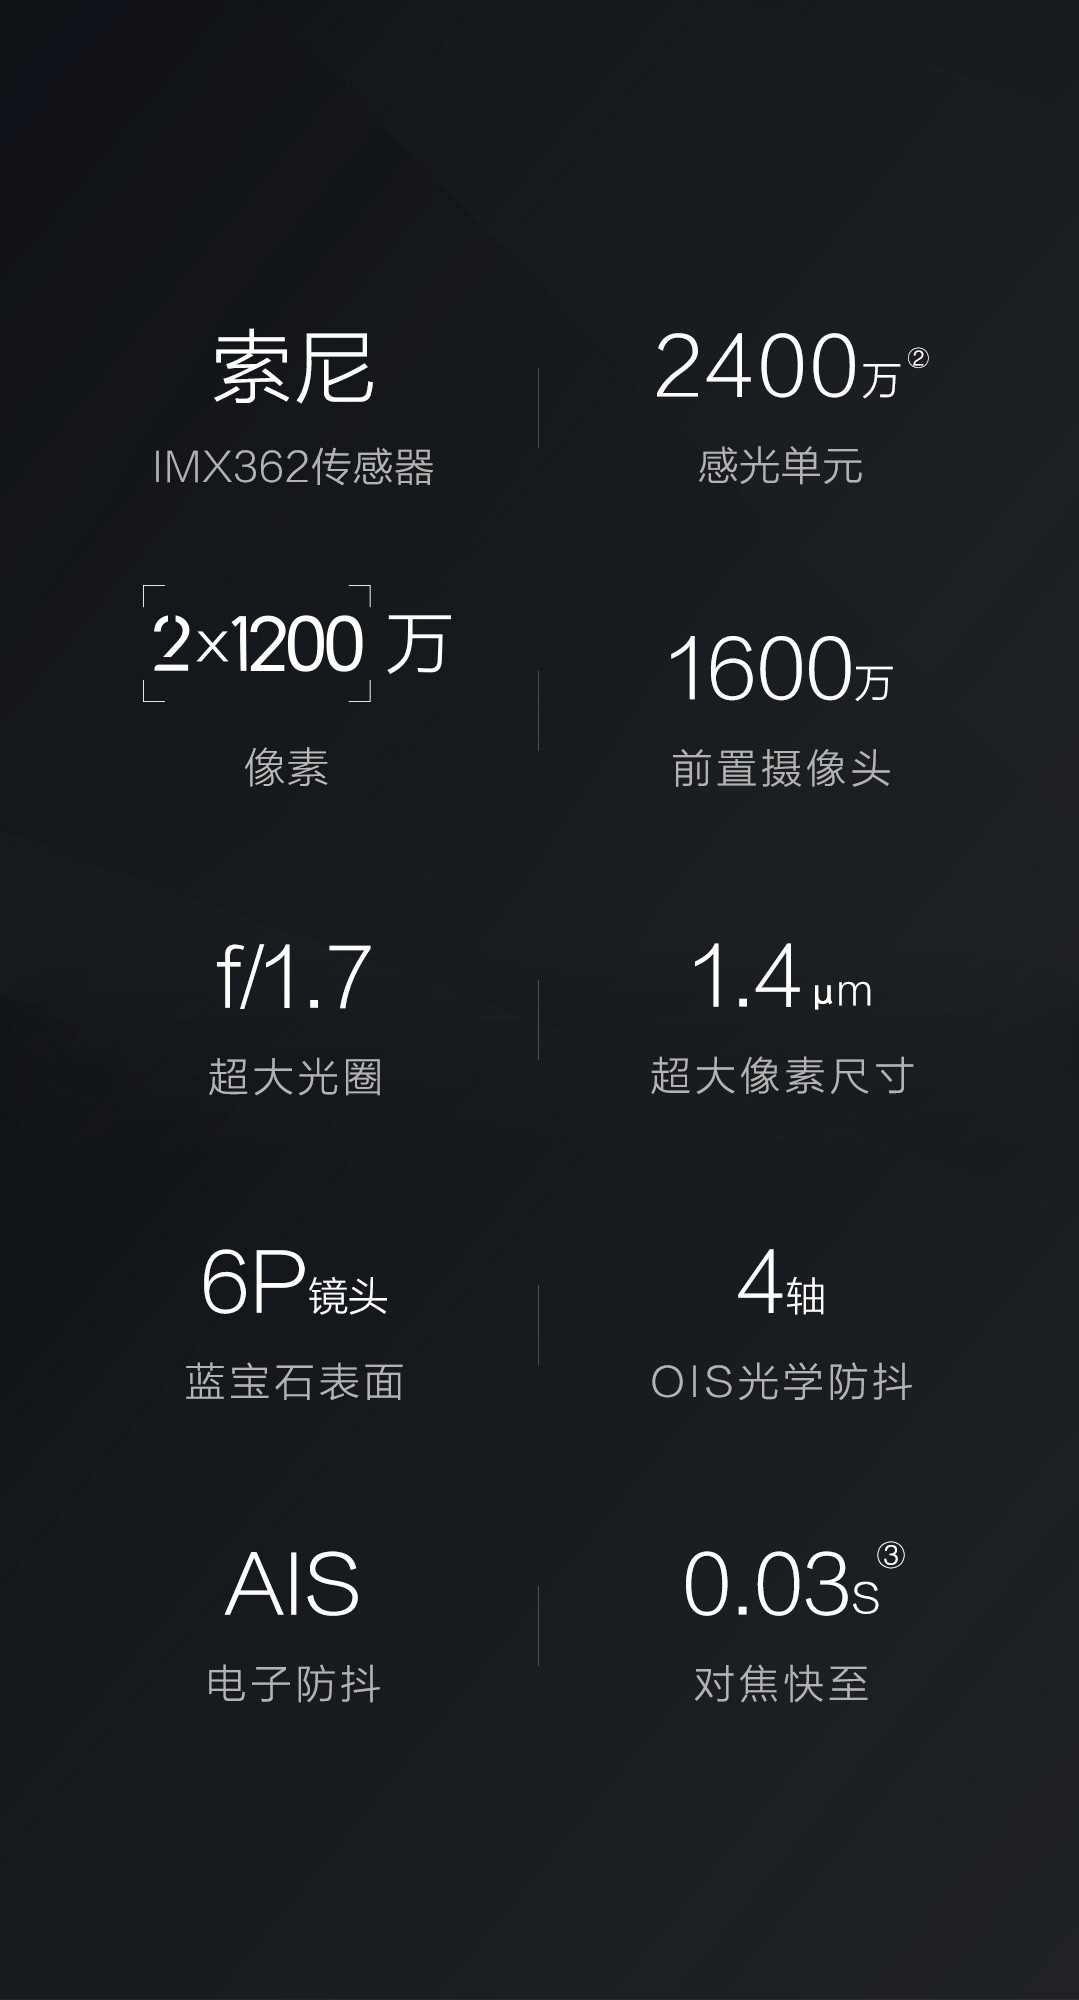 索尼
IMX362传感器
2400万②
感光单元
2×1200 万
像素
1600万
前置摄像头
f/1.7
超大光圈
1.4 μm
超大像素尺寸
6P镜头
蓝宝石表面
4轴
OIS光学防抖
AIS
电子防抖
0.03s③
对焦快至